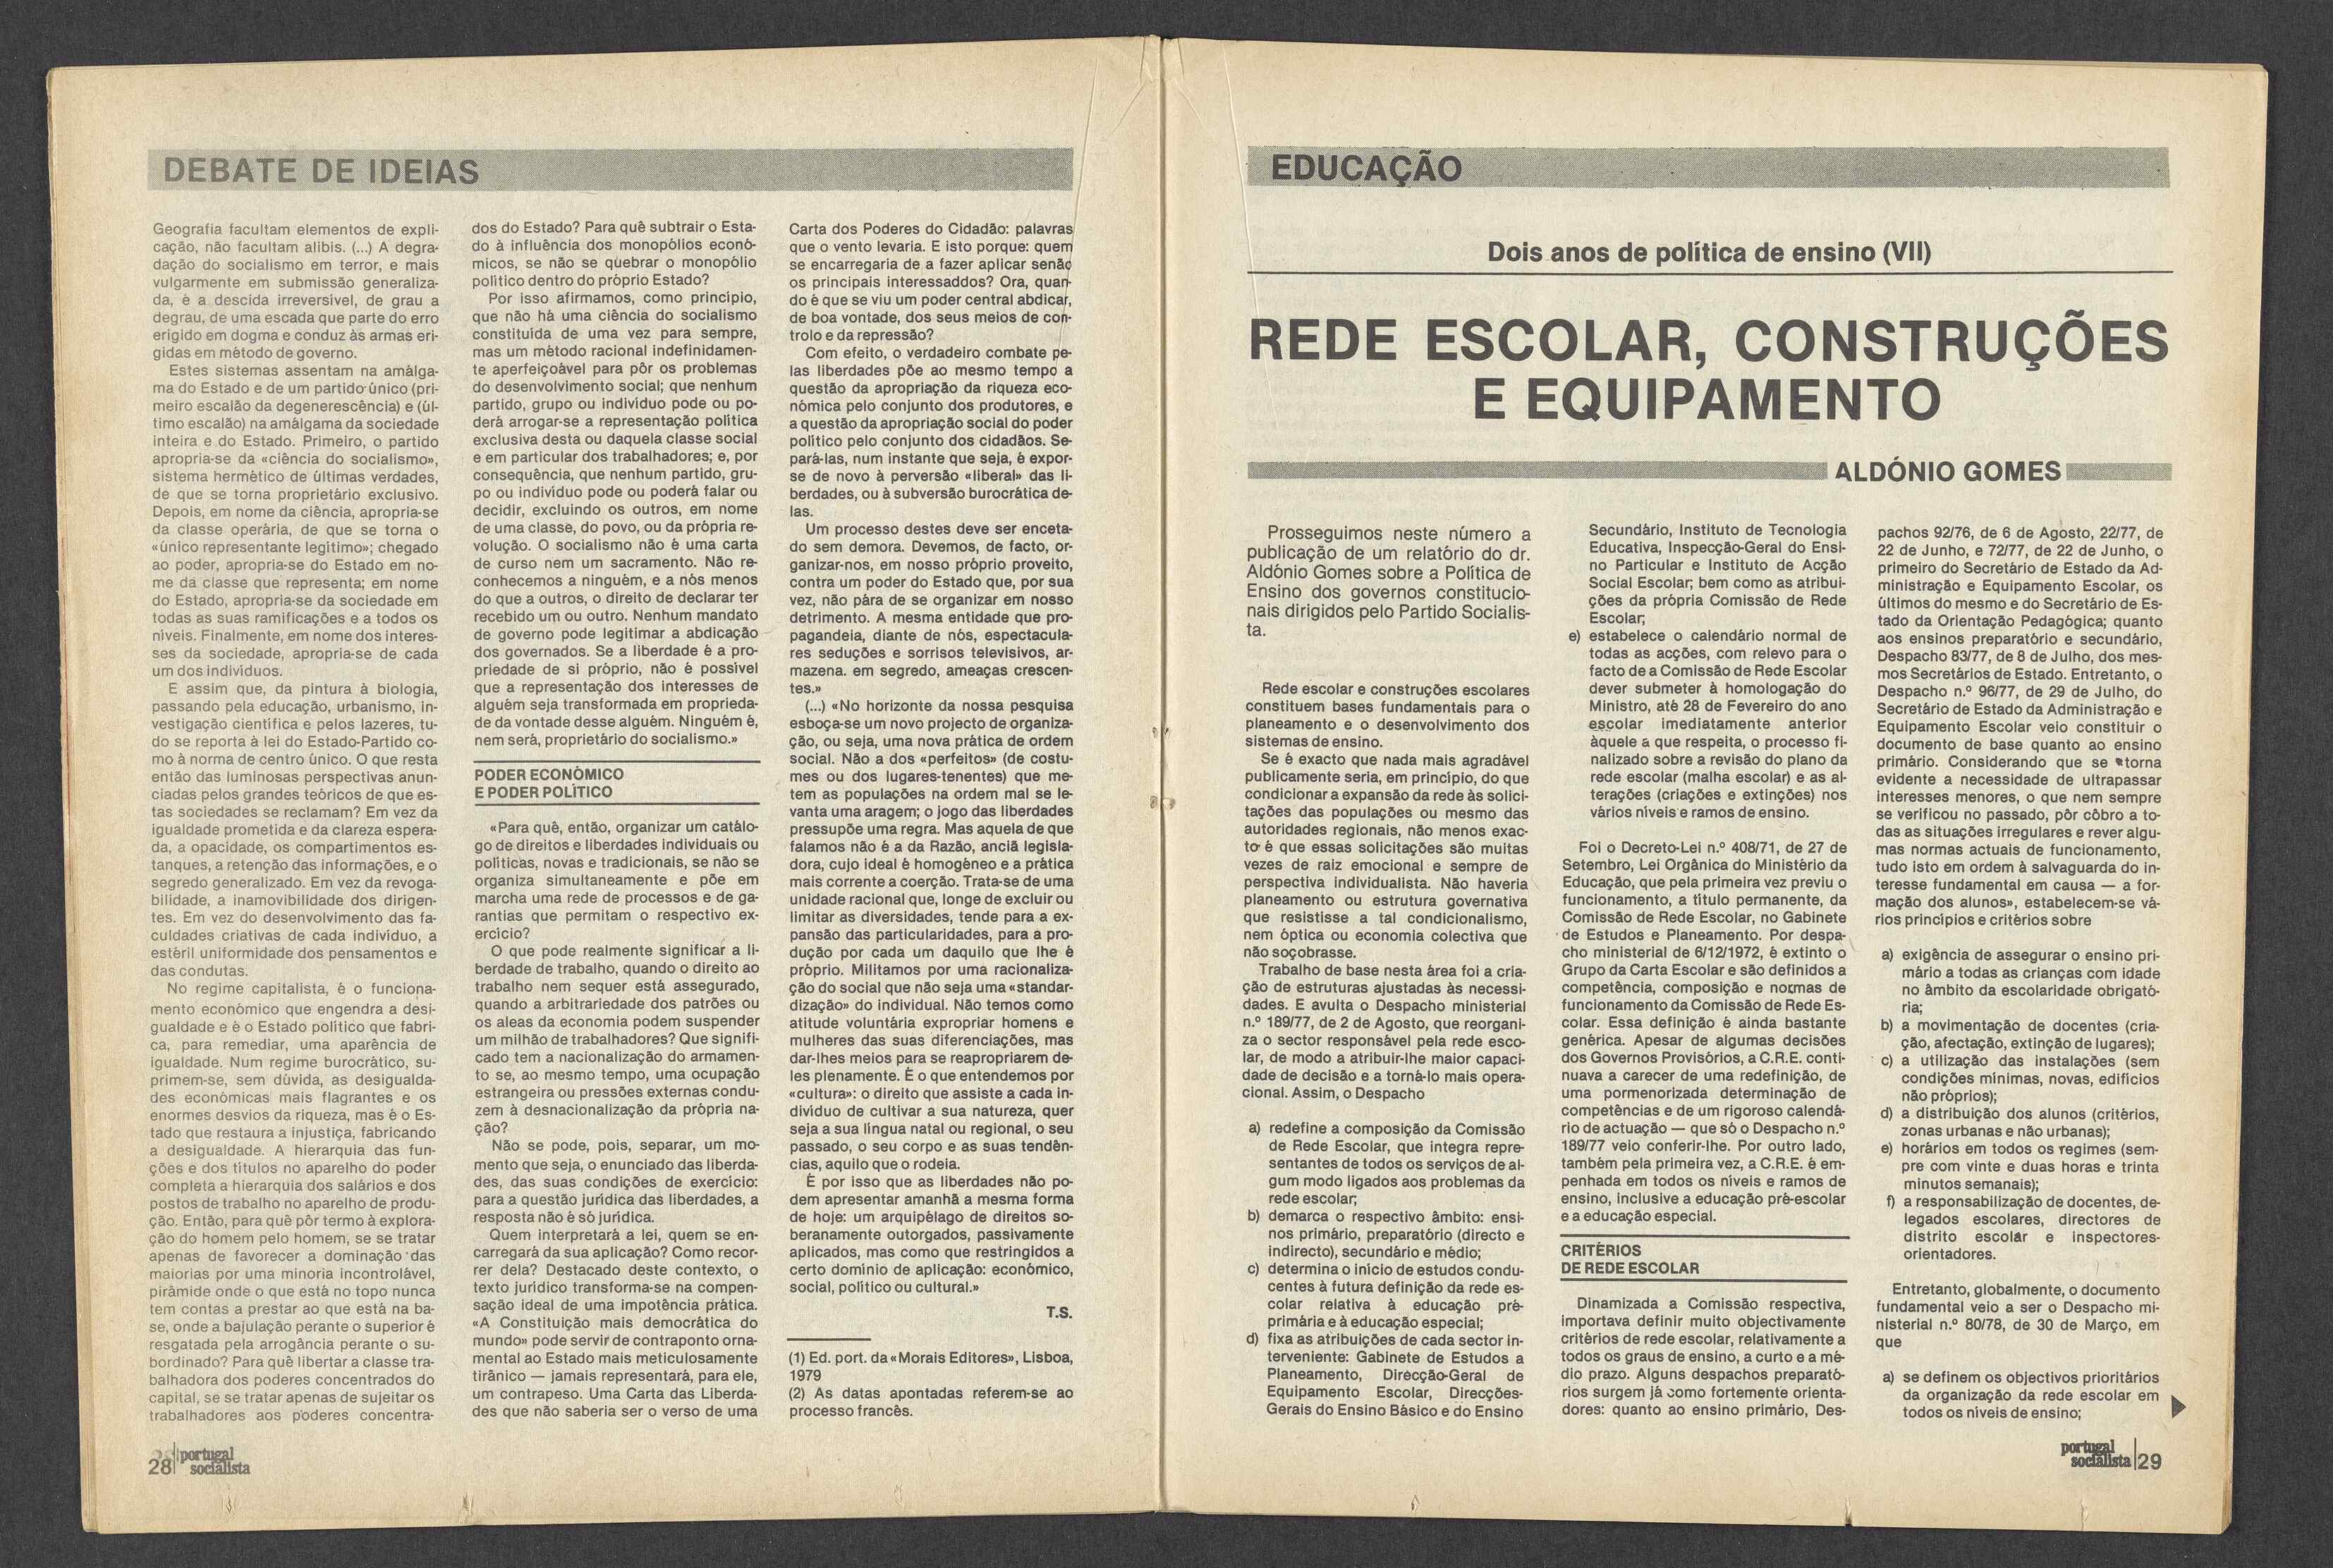 DEBATE DE IDEIAS
Geografia facultam elementos de expli-
cação, não facultam alibis. (...) A degra-
dação do socialismo em terror, e mais
vulgarmente em submissão generaliza-
da, é a descida irreversível, de grau a
degrau, de uma escada que parte do erro
erigido em dogma e conduz às armas eri-
gidas em método de governo.
Estes sistemas assentam na amálga-
ma do Estado e de um partido único (pri-
meiro escalão da degenerescência) e (úl-
timo escalão) na amálgama da sociedade
inteira e do Estado. Primeiro, o partido
apropria-se da «ciência do socialismo»,
sistema hermético de últimas verdades,
de que se torna proprietário exclusivo.
Depois, em nome da ciência, apropria-se
da classe operária, de que se torna o
«único representante legítimo»; chegado
ao poder, apropria-se do Estado em no-
me da classe que representa; em nome
do Estado, apropria-se da sociedade em
todas as suas ramificações e a todos os
níveis. Finalmente, em nome dos interes-
ses da sociedade, apropria-se de cada
um dos indivíduos.
E assim que, da pintura à biologia,
passando pela educação, urbanismo, in-
vestigação científica e pelos lazeres, tu-
do se reporta à lei do Estado-Partido co-
mo à norma de centro único. O que resta
então das luminosas perspectivas anun-
ciadas pelos grandes teóricos de que es-
tas sociedades se reclamam? Em vez da
igualdade prometida e da clareza espera-
da, a opacidade, os compartimentos es-
tanques, a retenção das informações, e o
segredo generalizado. Em vez da revoga-
bilidade, a inamovibilidade dos dirigen-
tes. Em vez do desenvolvimento das fa-
culdades criativas de cada indivíduo, a
estéril uniformidade dos pensamentos e
das condutas.
No regime capitalista, é o funciona-
mento económico que engendra a desi-
gualdade e é o Estado político que fabri-
ca, para remediar, uma aparência de
igualdade. Num regime burocrático, su-
primem-se, sem dúvida, as desigualda-
des económicas mais flagrantes e os
enormes desvios da riqueza, mas é o Es-
tado que restaura a injustiça, fabricando
a desigualdade. A hierarquia das fun-
ções e dos títulos no aparelho do poder
completa a hierarquia dos salários e dos
postos de trabalho no aparelho de produ-
ção. Então, para quê pôr termo à explora-
ção do homem pelo homem, se se tratar
apenas de favorecer a dominação das
maiorias por uma minoria incontrolável,
pirâmide onde o que está no topo nunca
tem contas a prestar ao que está na ba-
se, onde a bajulação perante o superior é
resgatada pela arrogância perante o su-
bordinado? Para quê libertar a classe tra-
balhadora dos poderes concentrados do
capital, se se tratar apenas de sujeitar os
trabalhadores aos poderes concentra-
dos do Estado? Para quê subtrair o Esta-
do à influência dos monopólios econó-
micos, se não se quebrar o monopólio
político dentro do próprio Estado?
Por isso afirmamos, como princípio,
que não há uma ciência do socialismo
constituída de uma vez para sempre,
mas um método racional indefinidamen-
te aperfeiçoável para pôr os problemas
do desenvolvimento social; que nenhum
partido, grupo ou indivíduo pode ou po-
derá arrogar-se a representação política
exclusiva desta ou daquela classe social
e em particular dos trabalhadores; e, por
consequência, que nenhum partido, gru-
po ou indivíduo pode ou poderá falar ou
decidir, excluindo os outros, em nome
de uma classe, do povo, ou da própria re-
volução. O socialismo não é uma carta
de curso nem um sacramento. Não re-
conhecemos a ninguém, e a nós menos
do que a outros, o direito de declarar ter
recebido um ou outro. Nenhum mandato
de governo pode legitimar a abdicação
dos governados. Se a liberdade é a pro-
priedade de si próprio, não é possível
que a representação dos interesses de
alguém seja transformada em proprieda-
de da vontade desse alguém. Ninguém é,
nem será, proprietário do socialismo.»
PODER ECONÓMICO
E PODER POLÍTICO
«Para quê, então, organizar um catálo-
go de direitos e liberdades individuais ou
políticas, novas e tradicionais, se não se
organiza simultaneamente e põe em
marcha uma rede de processos e de ga-
rantias que permitam o respectivo ex-
ercício?
O que pode realmente significar a li-
berdade de trabalho, quando o direito ao
trabalho nem sequer está assegurado,
quando a arbitrariedade dos patrões ou
os aleas da economia podem suspender
um milhão de trabalhadores? Que signifi-
cado tem a nacionalização do armamen-
to se, ao mesmo tempo, uma ocupação
estrangeira ou pressões externas condu-
zem à desnacionalização da própria na-
ção?
Não se pode, pois, separar, um mo-
mento que seja, o enunciado das liberda-
des, das suas condições de exercício:
para a questão jurídica das liberdades, a
resposta não é só jurídica.
Quem interpretará a lei, quem se en-
carregará da sua aplicação? Como recor-
rer dela? Destacado deste contexto, o
texto jurídico transforma-se na compen-
sação ideal de uma impotência prática.
«A Constituição mais democrática do
mundo» pode servir de contraponto orna-
mental ao Estado mais meticulosamente
tirânico — jamais representará, para ele,
um contrapeso. Uma Carta das Liberda-
des que não saberia ser o verso de uma
Carta dos Poderes do Cidadão: palavras
que o vento levaria. E isto porque: quem
se encarregaria de a fazer aplicar senão
os principais interessaddos? Ora, quan-
do é que se viu um poder central abdicar,
de boa vontade, dos seus meios de con-
trolo e da repressão?
Com efeito, o verdadeiro combate pe-
las liberdades põe ao mesmo tempo a
questão da apropriação da riqueza eco-
nómica pelo conjunto dos produtores, e
a questão da apropriação social do poder
político pelo conjunto dos cidadãos. Se-
pará-las, num instante que seja, é expor-
se de novo à perversão «liberal» das li-
berdades, ou à subversão burocrática de-
las.
Um processo destes deve ser enceta-
do sem demora. Devemos, de facto, or-
ganizar-nos, em nosso próprio proveito,
contra um poder do Estado que, por sua
vez, não pára de se organizar em nosso
detrimento. A mesma entidade que pro-
pagandeia, diante de nós, espectacula-
res seduções e sorrisos televisivos, ar-
mazena. em segredo, ameaças crescen-
tes.»
(...) «No horizonte da nossa pesquisa
esboça-se um novo projecto de organiza-
ção, ou seja, uma nova prática de ordem
social. Não a dos «perfeitos» (de costu-
mes ou dos lugares-tenentes) que me-
tem as populações na ordem mal se le-
vanta uma aragem; o jogo das liberdades
pressupõe uma regra. Mas aquela de que
falamos não é a da Razão, anciã legisla-
dora, cujo ideal é homogéneo e a prática
mais corrente a coerção. Trata-se de uma
unidade racional que, longe de excluir ou
limitar as diversidades, tende para a ex-
pansão das particularidades, para a pro-
dução por cada um daquilo que lhe é
próprio. Militamos por uma racionaliza-
ção do social que não seja uma «standar-
dização» do individual. Não temos como
atitude voluntária expropriar homens e
mulheres das suas diferenciações, mas
dar-lhes meios para se reapropriarem de-
les plenamente. É o que entendemos por
«cultura»: o direito que assiste a cada in-
divíduo de cultivar a sua natureza, quer
seja a sua língua natal ou regional, o seu
passado, o seu corpo e as suas tendên-
cias, aquilo que o rodeia.
É por isso que as liberdades não po-
dem apresentar amanhã a mesma forma
de hoje: um arquipélago de direitos so-
beranamente outorgados, passivamente
aplicados, mas como que restringidos a
certo domínio de aplicação: económico,
social, político ou cultural.»
T.S.
(1) Ed. port. da «Morais Editores», Lisboa,
1979
(2) As datas apontadas referem-se ao
processo francês.
28 portugal
socialista
EDUCAÇÃO
Dois anos de política de ensino (VII)
REDE ESCOLAR, CONSTRUÇÕES
E EQUIPAMENTO
ALDÓNIO GOMES
Prosseguimos neste número a
publicação de um relatório do dr.
Aldónio Gomes sobre a Política de
Ensino dos governos constitucio-
nais dirigidos pelo Partido Socialis-
ta.
Rede escolar e construções escolares
constituem bases fundamentais para o
planeamento e o desenvolvimento dos
sistemas de ensino.
Se é exacto que nada mais agradável
publicamente seria, em princípio, do que
condicionar a expansão da rede às solici-
tações das populações ou mesmo das
autoridades regionais, não menos exac-
to é que essas solicitações são muitas
vezes de raiz emocional e sempre de
perspectiva individualista. Não haveria
planeamento ou estrutura governativa
que resistisse a tal condicionalismo,
nem óptica ou economia colectiva que
não soçobrasse.
Trabalho de base nesta área foi a cria-
ção de estruturas ajustadas às necessi-
dades. E avulta o Despacho ministerial
n.º 189/77, de 2 de Agosto, que reorgani-
za o sector responsável pela rede esco-
lar, de modo a atribuir-lhe maior capaci-
dade de decisão e a torná-lo mais opera-
cional. Assim, o Despacho
a) redefine a composição da Comissão
de Rede Escolar, que integra repre-
sentantes de todos os serviços de al-
gum modo ligados aos problemas da
rede escolar;
b) demarca o respectivo âmbito: ensi-
nos primário, preparatório (directo e
indirecto), secundário e médio;
c) determina o início de estudos condu-
centes à futura definição da rede es-
colar relativa à educação pré-
primária e à educação especial;
d) fixa as atribuições de cada sector in-
terveniente: Gabinete de Estudos a
Planeamento, Direcção-Geral de
Equipamento Escolar, Direcções-
Gerais do Ensino Básico e do Ensino
Secundário, Instituto de Tecnologia
Educativa, Inspecção-Geral do Ensi-
no Particular e Instituto de Acção
Social Escolar; bem como as atribui-
ções da própria Comissão de Rede
Escolar;
e) estabelece o calendário normal de
todas as acções, com relevo para o
facto de a Comissão de Rede Escolar
dever submeter à homologação do
Ministro, até 28 de Fevereiro do ano
escolar imediatamente anterior
àquele a que respeita, o processo fi-
nalizado sobre a revisão do plano da
rede escolar (malha escolar) e as al-
terações (criações e extinções) nos
vários níveis e ramos de ensino.
Foi o Decreto-Lei n.º 408/71, de 27 de
Setembro, Lei Orgânica do Ministério da
Educação, que pela primeira vez previu o
funcionamento, a título permanente, da
Comissão de Rede Escolar, no Gabinete
de Estudos e Planeamento. Por despa-
cho ministerial de 6/12/1972, é extinto o
Grupo da Carta Escolar e são definidos a
competência, composição e normas de
funcionamento da Comissão de Rede Es-
colar. Essa definição é ainda bastante
genérica. Apesar de algumas decisões
dos Governos Provisórios, a C.R.E. conti-
nuava a carecer de uma redefinição, de
uma pormenorizada determinação de
competências e de um rigoroso calendá-
rio de actuação — que só o Despacho n.º
189/77 veio conferir-lhe. Por outro lado,
também pela primeira vez, a C.R.E. é em-
penhada em todos os níveis e ramos de
ensino, inclusive a educação pré-escolar
e a educação especial.
CRITÉRIOS
DE REDE ESCOLAR
Dinamizada a Comissão respectiva,
importava definir muito objectivamente
critérios de rede escolar, relativamente a
todos os graus de ensino, a curto e a mé-
dio prazo. Alguns despachos preparató-
rios surgem já como fortemente orienta-
dores: quanto ao ensino primário, Des-
pachos 92/76, de 6 de Agosto, 22/77, de
22 de Junho, e 72/77, de 22 de Junho, o
primeiro do Secretário de Estado da Ad-
ministração e Equipamento Escolar, os
últimos do mesmo e do Secretário de Es-
tado da Orientação Pedagógica; quanto
aos ensinos preparatório e secundário,
Despacho 83/77, de 8 de Julho, dos mes-
mos Secretários de Estado. Entretanto, o
Despacho n.º 96/77, de 29 de Julho, do
Secretário de Estado da Administração e
Equipamento Escolar veio constituir o
documento de base quanto ao ensino
primário. Considerando que se «torna
evidente a necessidade de ultrapassar
interesses menores, o que nem sempre
se verificou no passado, pôr côbro a to-
das as situações irregulares e rever algu-
mas normas actuais de funcionamento,
tudo isto em ordem à salvaguarda do in-
teresse fundamental em causa — a for-
mação dos alunos», estabelecem-se vá-
rios princípios e critérios sobre
a) exigência de assegurar o ensino pri-
mário a todas as crianças com idade
no âmbito da escolaridade obrigató-
ria;
b) a movimentação de docentes (cria-
ção, afectação, extinção de lugares);
c) a utilização das instalações (sem
condições mínimas, novas, edifícios
não próprios);
d) a distribuição dos alunos (critérios,
zonas urbanas e não urbanas);
e) horários em todos os regimes (sem-
pre com vinte e duas horas e trinta
minutos semanais);
f) a responsabilização de docentes, de-
legados escolares, directores de
distrito escolar e inspectores-
orientadores.
Entretanto, globalmente, o documento
fundamental veio a ser o Despacho mi-
nisterial n.º 80/78, de 30 de Março, em
que
a) se definem os objectivos prioritários
da organização da rede escolar em
todos os níveis de ensino;
portugal
socialista 29